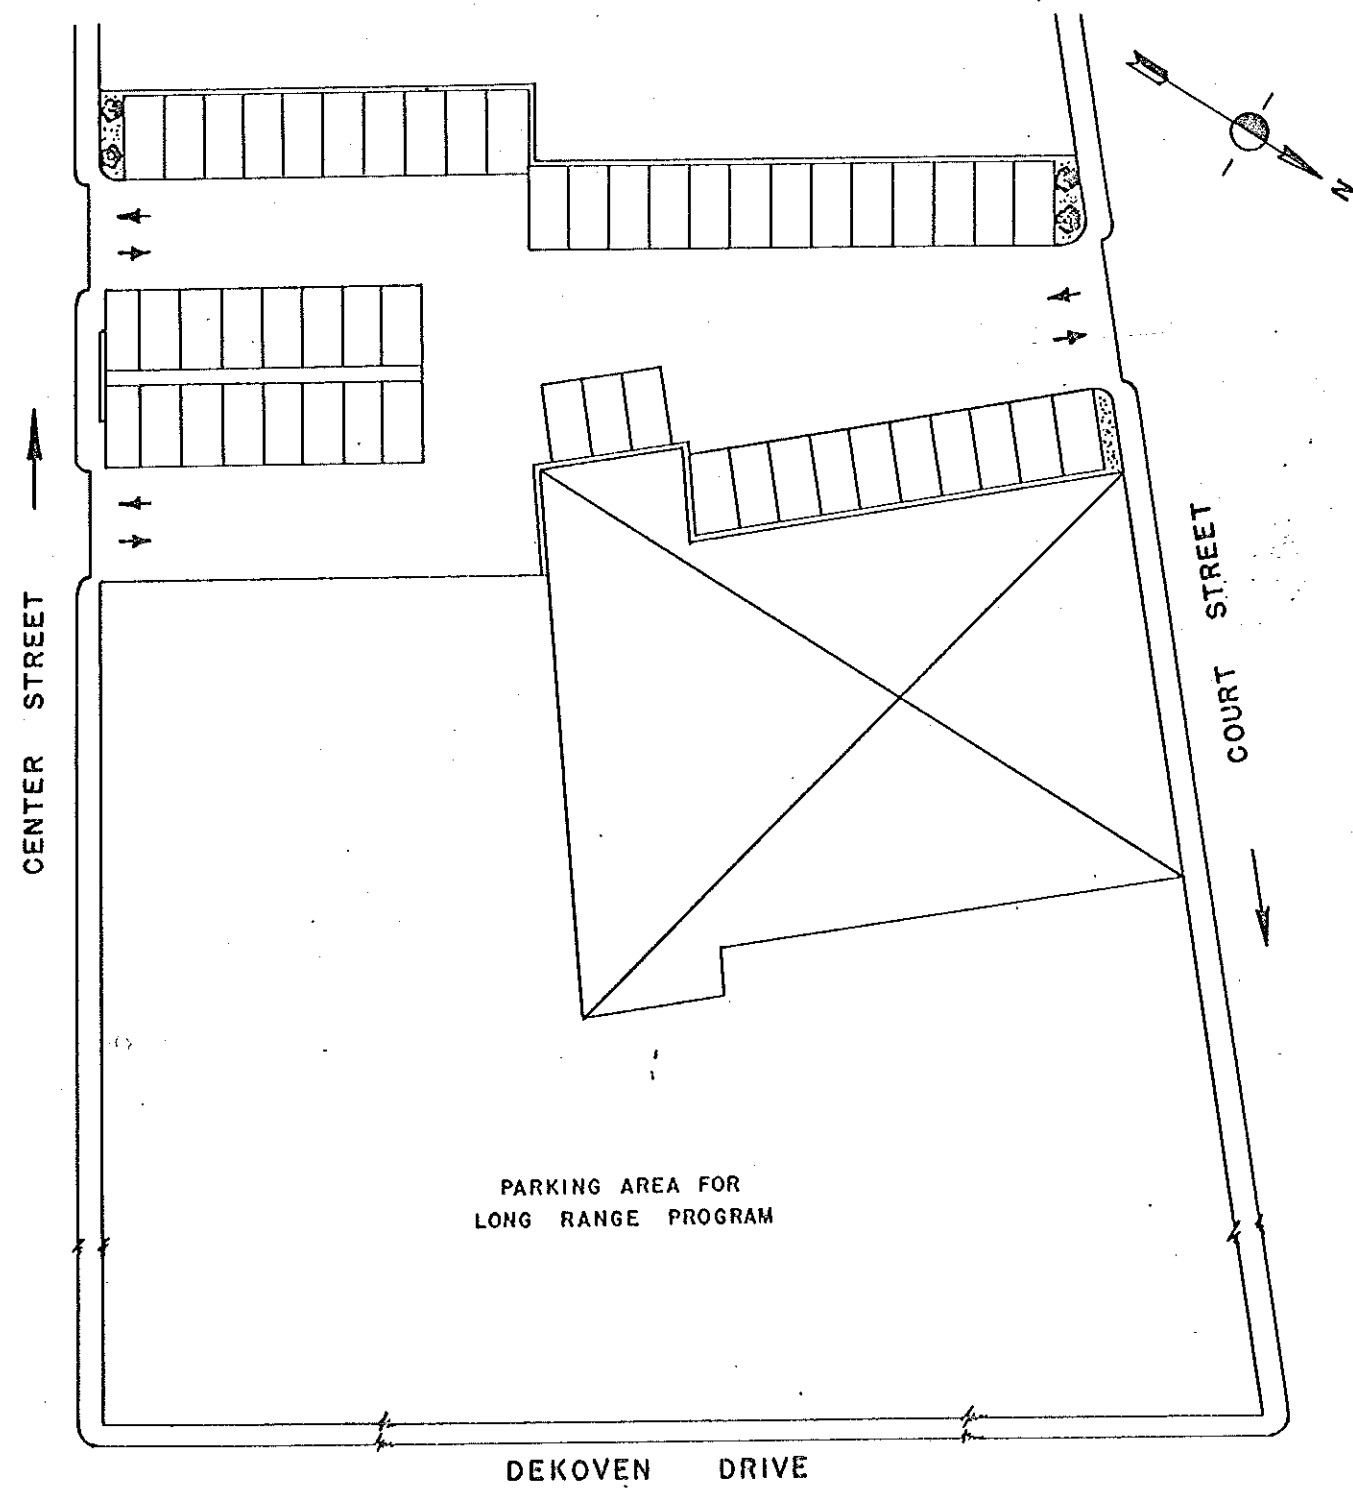 N
CENTER STREET
COURT STREET
PARKING AREA FOR
LONG RANGE PROGRAM
DEKOVEN DRIVE